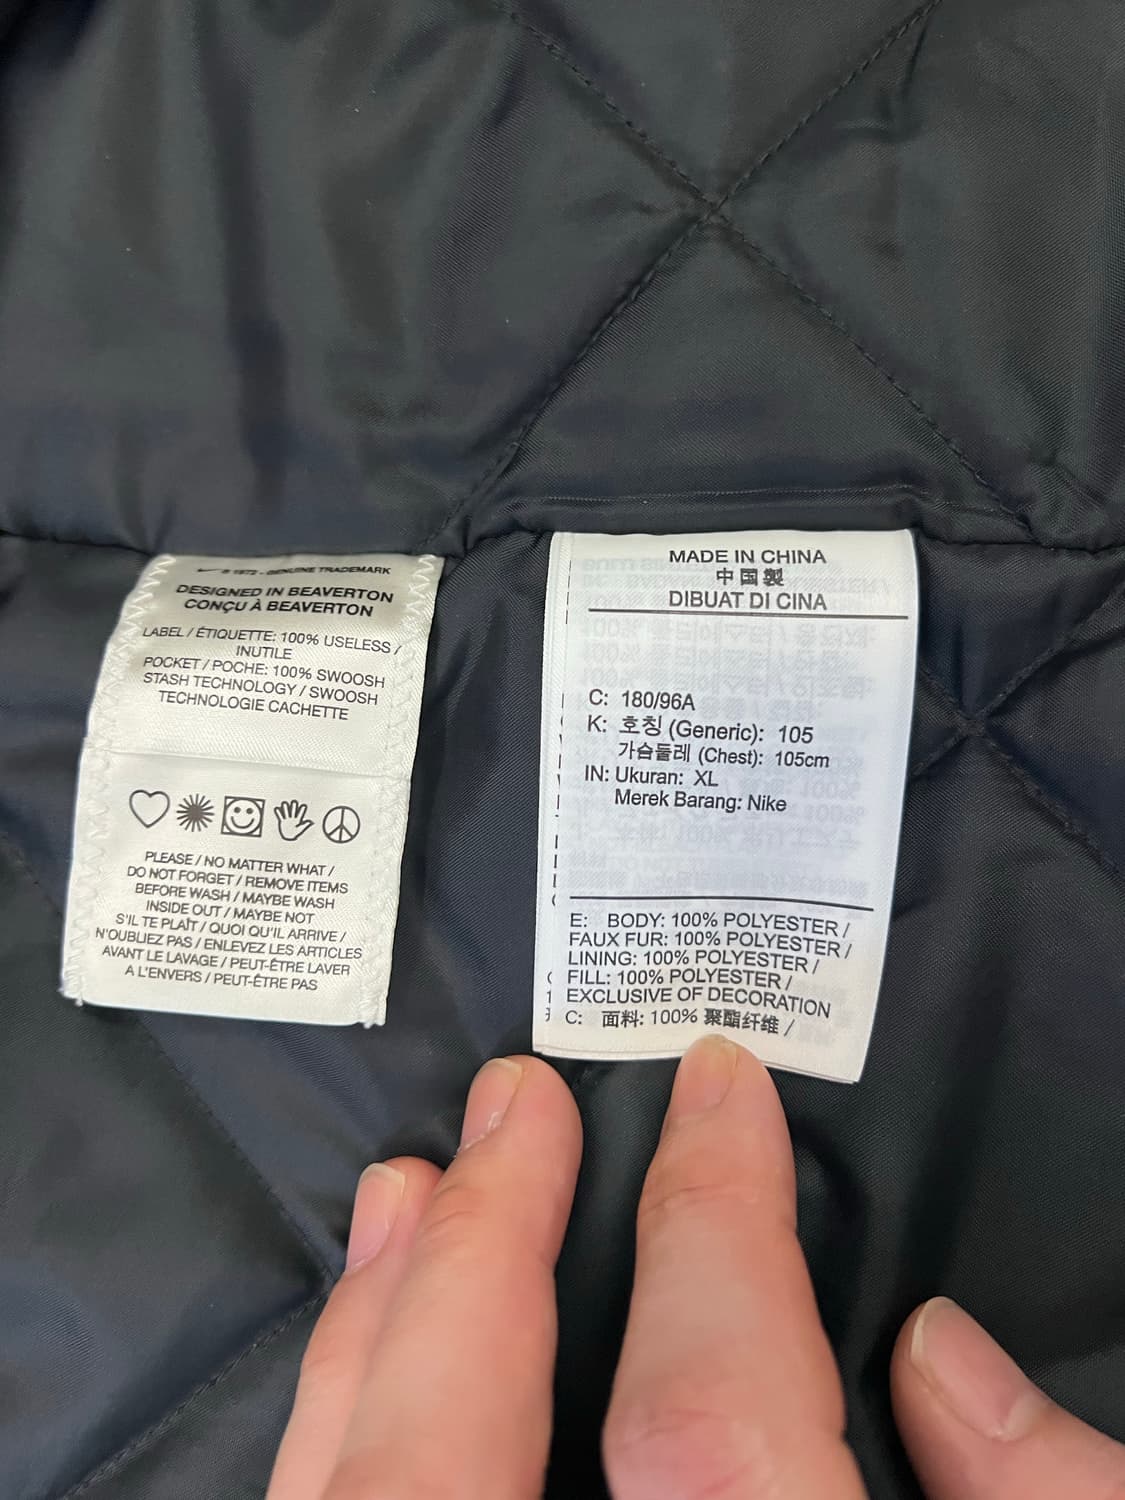 ® 1972 - GENUINE TRADEMARK
DESIGNED IN BEAVERTON
CONÇU À BEAVERTON
LABEL / ÉTIQUETTE: 100% USELESS /
INUTILE
POCKET / POCHE: 100% SWOOSH
STASH TECHNOLOGY / SWOOSH
TECHNOLOGIE CACHETTE
PLEASE / NO MATTER WHAT /
DO NOT FORGET / REMOVE ITEMS
BEFORE WASH / MAYBE WASH
INSIDE OUT / MAYBE NOT
S'IL TE PLAÎT / QUOI QU'IL ARRIVE /
N'OUBLIEZ PAS / ENLEVEZ LES ARTICLES
AVANT LE LAVAGE / PEUT-ÊTRE LAVER
A L'ENVERS / PEUT-ÊTRE PAS
MADE IN CHINA
中国製
DIBUAT DI CINA
C: 180/96A
K: 호칭 (Generic): 105
가슴둘레 (Chest): 105cm
IN: Ukuran: XL
Merek Barang: Nike
E: BODY: 100% POLYESTER /
FAUX FUR: 100% POLYESTER /
LINING: 100% POLYESTER /
FILL: 100% POLYESTER /
EXCLUSIVE OF DECORATION
C: 面料: 100% 聚酯纤维 /